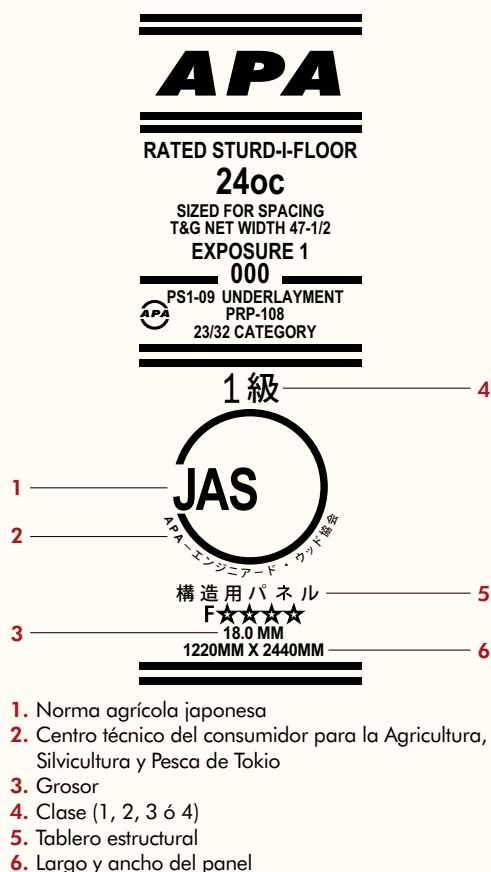 APA
RATED STURD-I-FLOOR
24oc
SIZED FOR SPACING
T&G NET WIDTH 47-1/2
EXPOSURE 1
000
PS1-09 UNDERLAYMENT
APA
PRP-108
23/32 CATEGORY
1級
4
JAS
1
APAーエンジニアード・ウッド協会
2
構造用パネル
5
F☆☆☆☆
18.0 MM
3
1220MM X 2440MM
6
1. Norma agrícola japonesa
2. Centro técnico del consumidor para la Agricultura,
Silvicultura y Pesca de Tokio
3. Grosor
4. Clase (1, 2, 3 ó 4)
5. Tablero estructural
6. Largo y ancho del panel